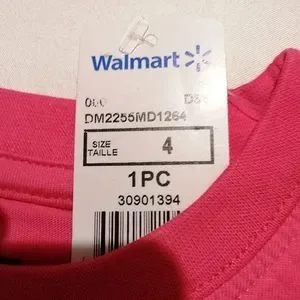 Walmart
DM2255MD1264
SIZE
TAILLE
4
1PC
30901394